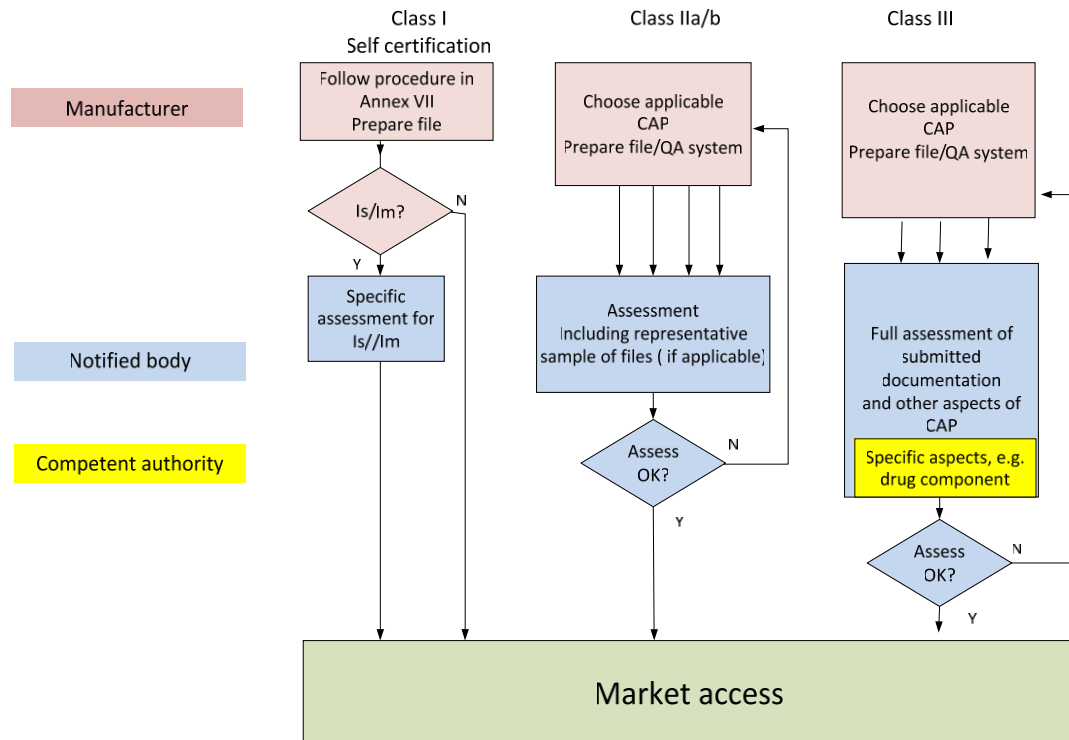 Class I
Self certification
Class IIa/b
Class III
Manufacturer
Follow procedure in
Annex VII
Prepare file
Choose applicable
CAP
Prepare file/QA system
Choose applicable
CAP
Prepare file/QA system
Is/Im?
N
Y
Specific
assessment for
Is//Im
Notified body
Assessment
Including representative
sample of files ( if applicable)
Full assessment of
submitted
documentation
and other aspects of
CAP
Competent authority
Assess
OK?
N
Y
Specific aspects, e.g.
drug component
Assess
OK?
N
Y
Market access